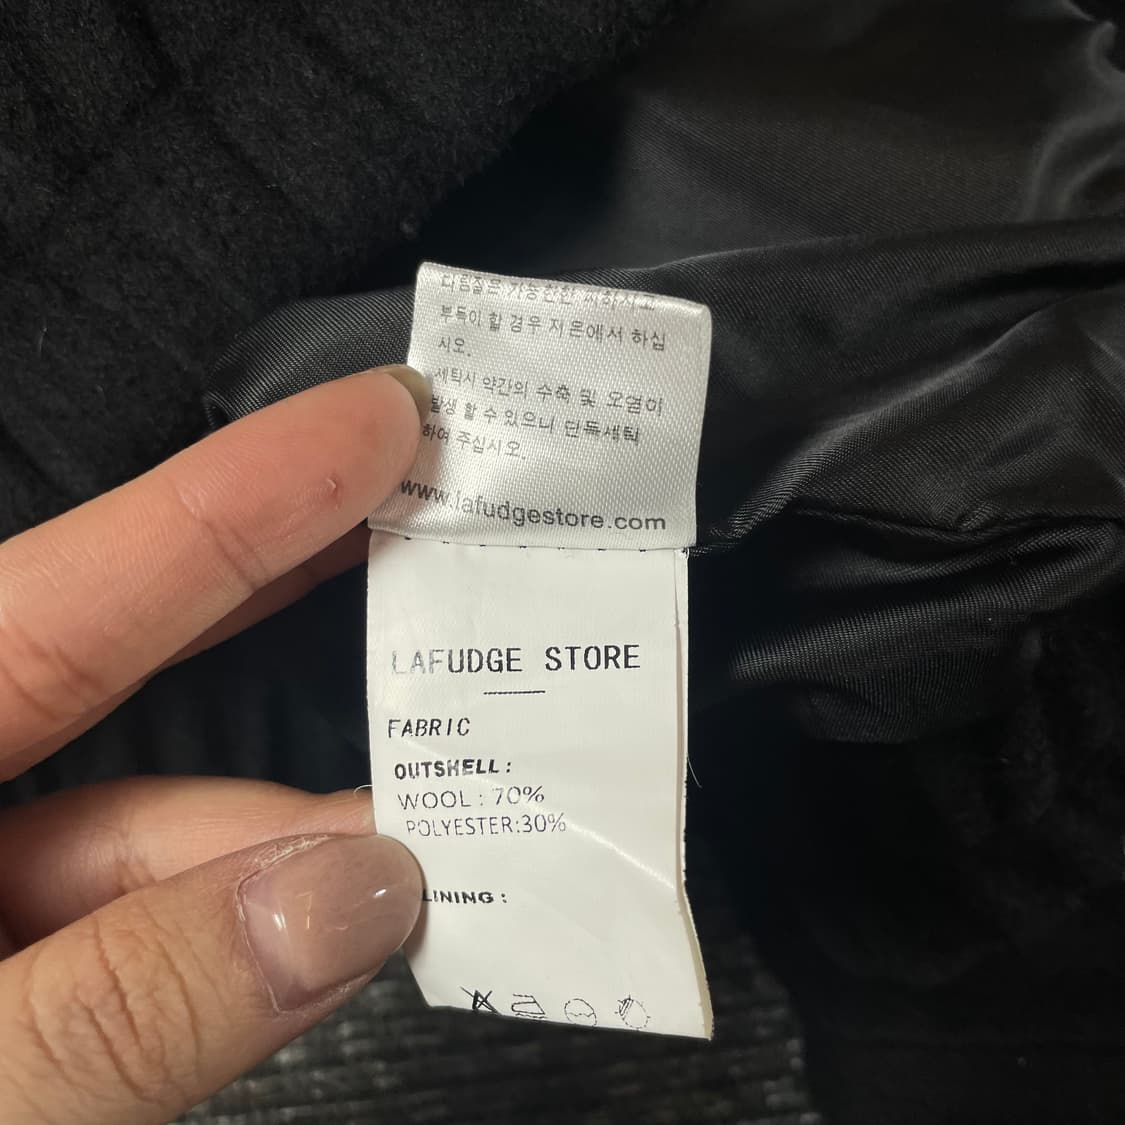 다림질은 가능한한 피하시고
부득이 할 경우 저온에서 하십
시오.
세탁시 약간의 수축 및 오염이
발생 할 수 있으니 단독세탁
하여 주십시오.
www.lafudgestore.com
LAFUDGE STORE
FABRIC
OUTSHELL:
WOOL: 70%
POLYESTER:30%
LINING: